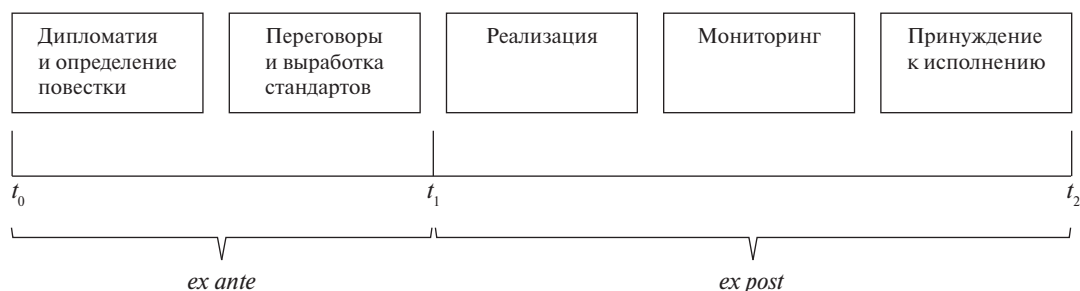 Дипломатия
и определение
повестки
Переговоры
и выработка
стандартов
Реализация
Мониторинг
Принуждение
к исполнению
t₀
t₁
t₂
ex ante
ex post